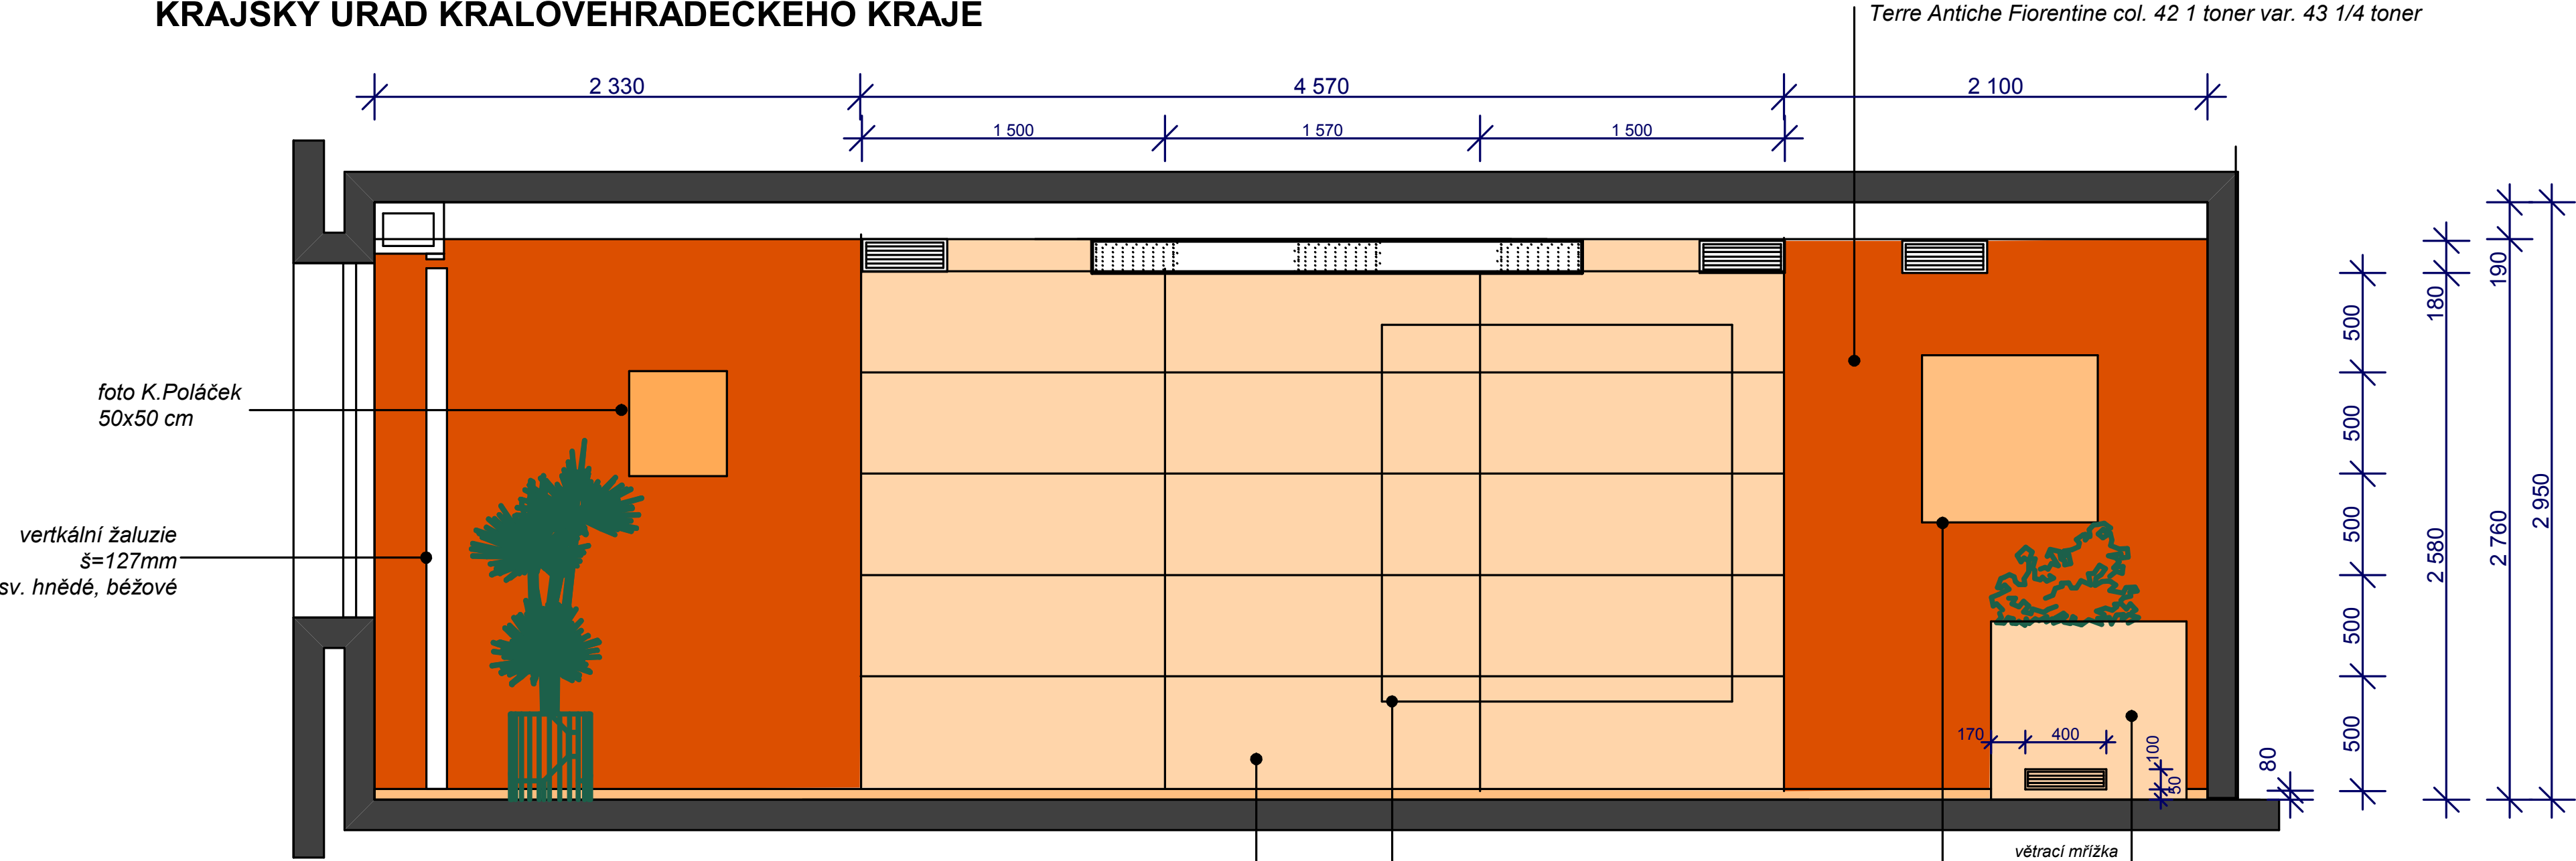 KRAJSKÝ ÚŘAD KRÁLOVÉHRADECKÉHO KRAJE
Terre Antiche Fiorentine col. 42 1 toner var. 43 1/4 toner
2 330
4 570
2 100
1 500
1 570
1 500
foto K.Poláček
50x50 cm
vertkální žaluzie
š=127mm
sv. hnědé, béžové
500
500
500
500
500
180
2 580
190
2 760
2 950
80
170
400
100
50
větrací mřížka